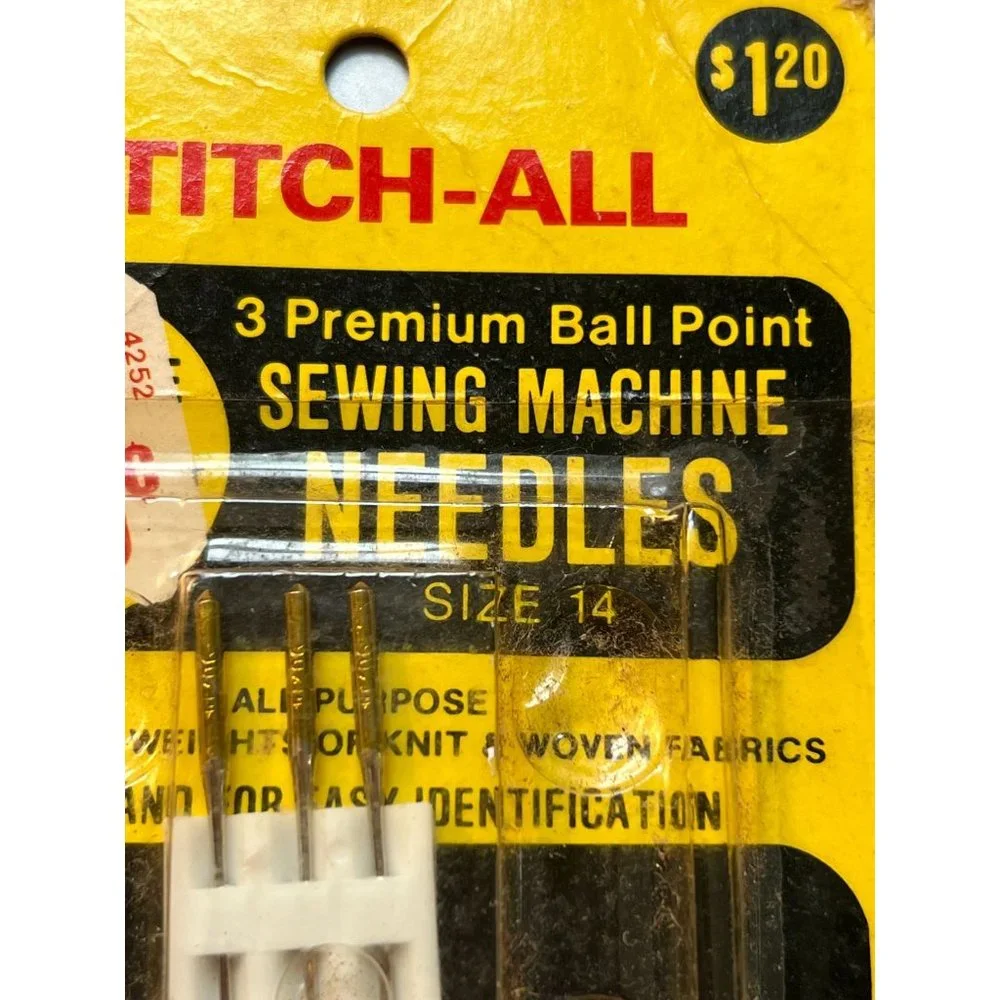 $1.20
TITCH-ALL
3 Premium Ball Point
SEWING MACHINE
NEEDLES
SIZE 14
4252
ALL PURPOSE
WEIGHTS OF KNIT & WOVEN FABRICS
AND FOR EASY IDENTIFICATION